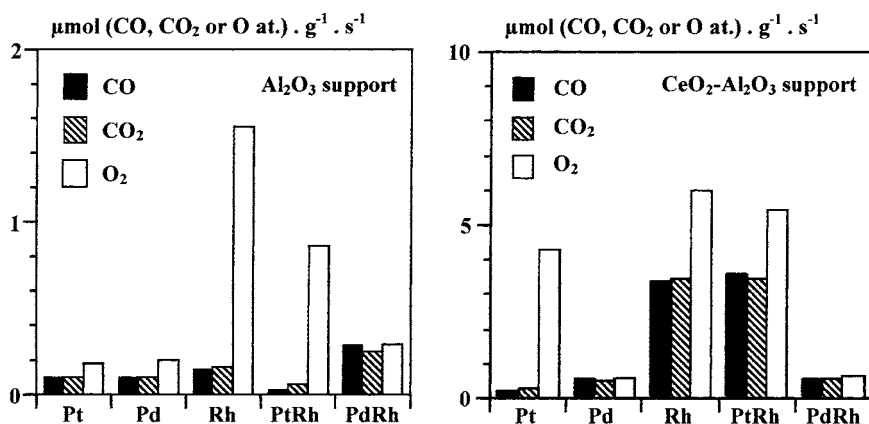 µmol (CO, CO₂ or O at.) . g⁻¹ . s⁻¹
2
1
0
CO
CO₂
O₂
Al₂O₃ support
Pt Pd Rh PtRh PdRh
µmol (CO, CO₂ or O at.) . g⁻¹ . s⁻¹
10
5
0
CO
CO₂
O₂
CeO₂-Al₂O₃ support
Pt Pd Rh PtRh PdRh